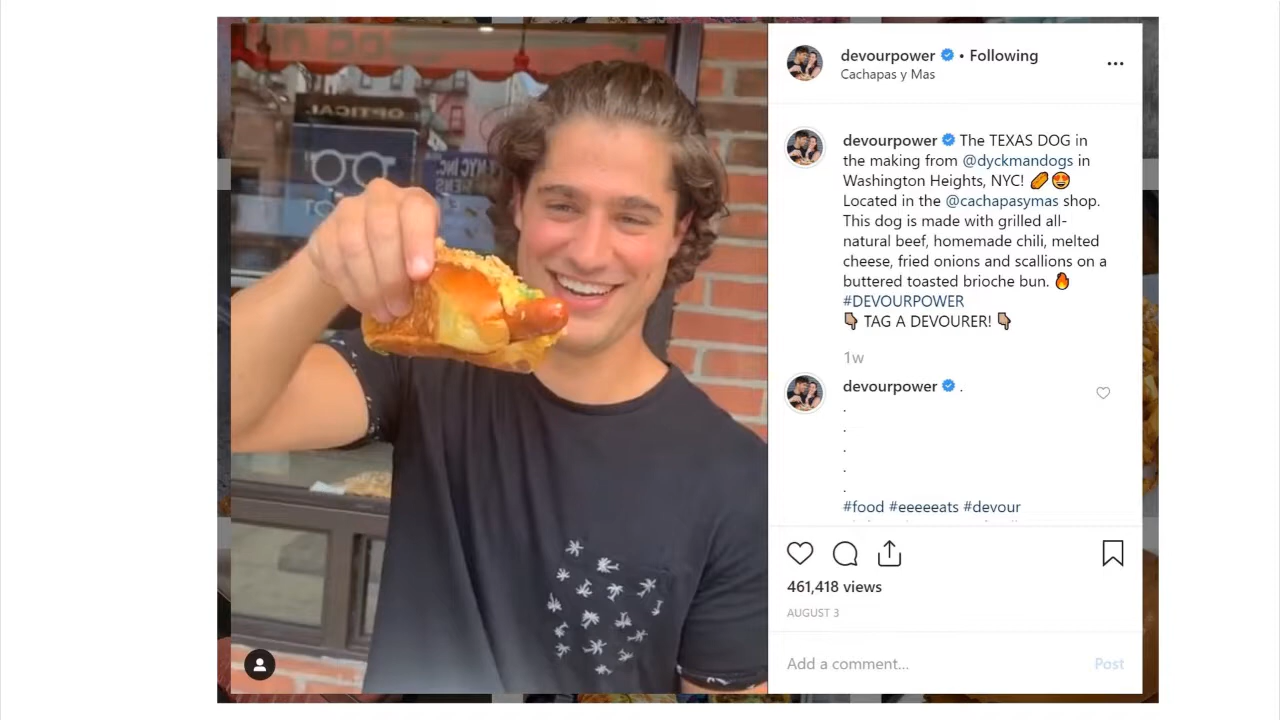 devourpower • Following
Cachapas y Mas
devourpower The TEXAS DOG in
the making from @dyckmandogs in
Washington Heights, NYC! 🌭😍
Located in the @cachapasymas shop.
This dog is made with grilled all-
natural beef, homemade chili, melted
cheese, fried onions and scallions on a
buttered toasted brioche bun. 🔥
#DEVOURPOWER
👇🏼 TAG A DEVOURER! 👇🏼
1w
devourpower .
.
.
.
.
.
#food #eeeeeats #devour
461,418 views
AUGUST 3
Add a comment...
Post
OPTICAL
NYC INC.